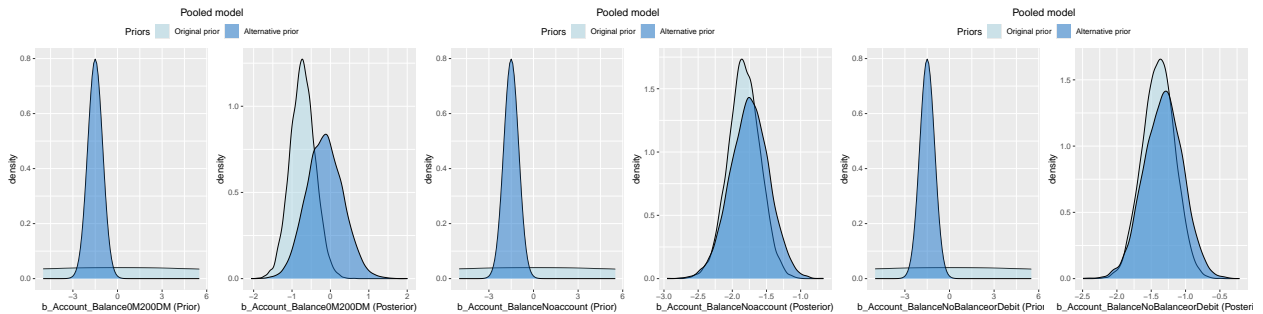 Pooled model
Priors Original prior Alternative prior
density
0.8
0.6
0.4
0.2
0.0
−3 0 6
b_Account_Balance0M200DM (Prior)
density
1.0
0.5
0.0
−2 −1 0 1 2
b_Account_Balance0M200DM (Posterior)
Pooled model
Priors Original prior Alternative prior
density
0.8
0.6
0.4
0.2
0.0
−3 0 6
b_Account_BalanceNoaccount (Prior)
density
1.5
1.0
0.5
0.0
−3.0 −2.5 −2.0 −1.5 −1.0
b_Account_BalanceNoaccount (Posterior)
Pooled model
Priors Original prior Alternative prior
density
0.8
0.6
0.4
0.2
0.0
−3 0 6
b_Account_BalanceNoBalanceorDebit (Prior
density
1.5
1.0
0.5
0.0
−2.5 −2.0 −1.5 −1.0 −0.5
b_Account_BalanceNoBalanceorDebit (Posteri